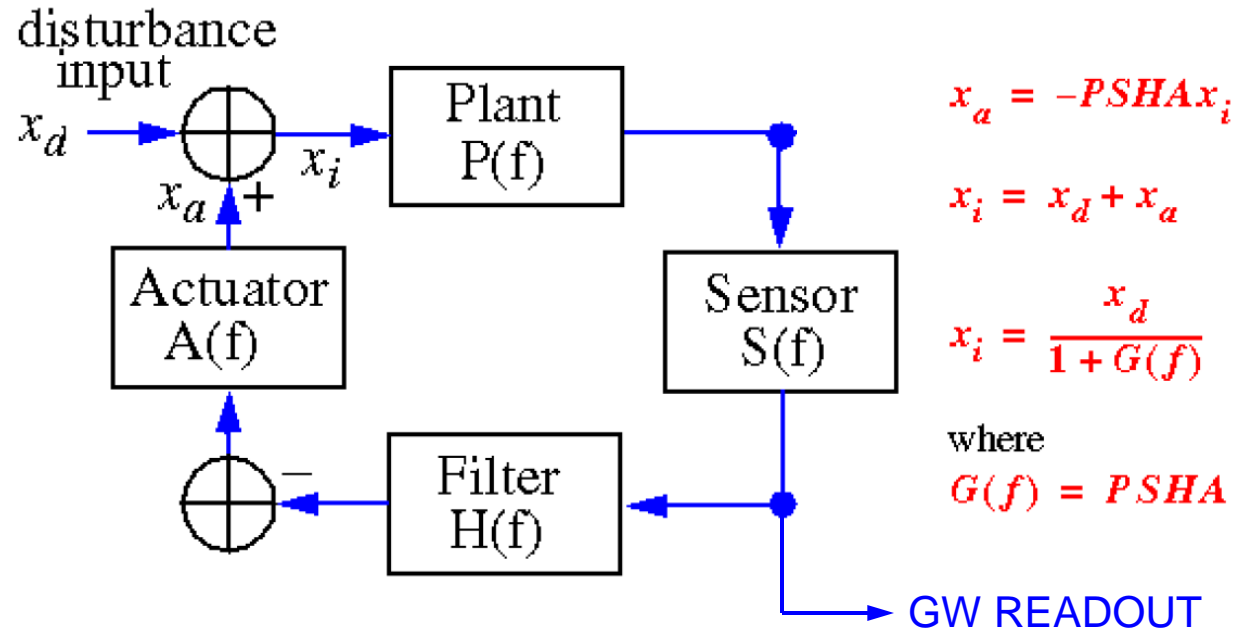 disturbance
input
x_d
x_i
x_a
+
Plant
P(f)
Sensor
S(f)
Filter
H(f)
−
Actuator
A(f)
GW READOUT
x_a = −PSHAx_i
x_i = x_d + x_a
x_i = x_d / (1 + G(f))
where
G(f) = PSHA